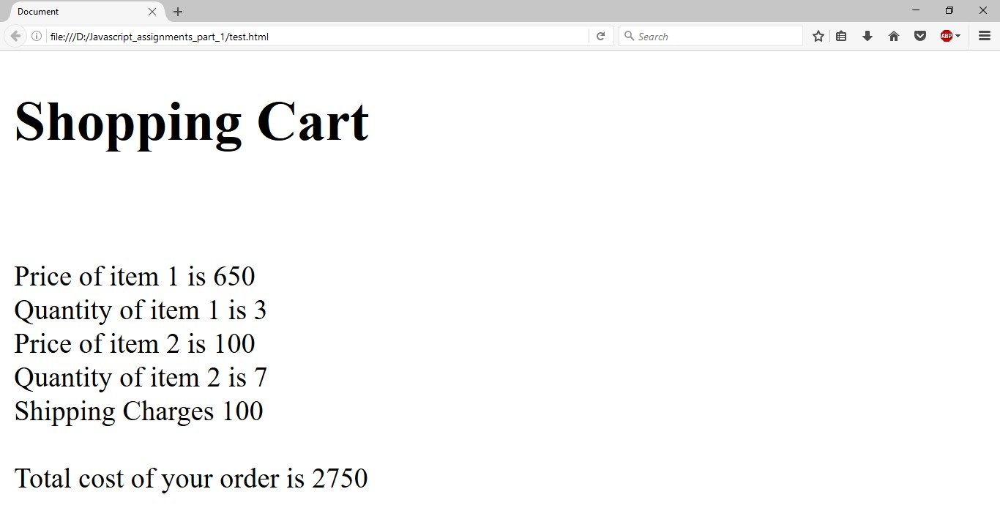 Document
file:///D:/Javascript_assignments_part_1/test.html
Search
ABP
Shopping Cart
Price of item 1 is 650
Quantity of item 1 is 3
Price of item 2 is 100
Quantity of item 2 is 7
Shipping Charges 100
Total cost of your order is 2750